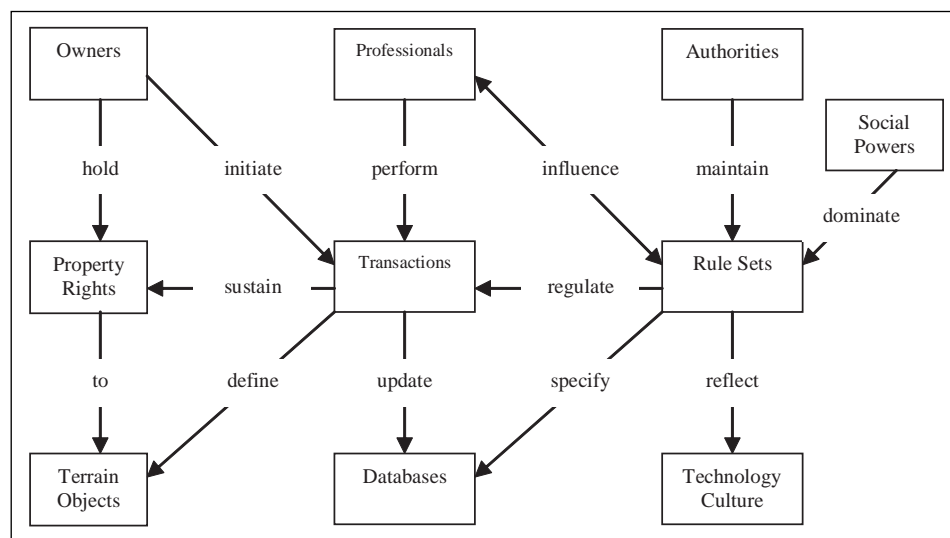 Owners
Professionals
Authorities
Social
Powers
hold
initiate
perform
influence
maintain
dominate
Property
Rights
sustain
Transactions
regulate
Rule Sets
to
define
update
specify
reflect
Terrain
Objects
Databases
Technology
Culture